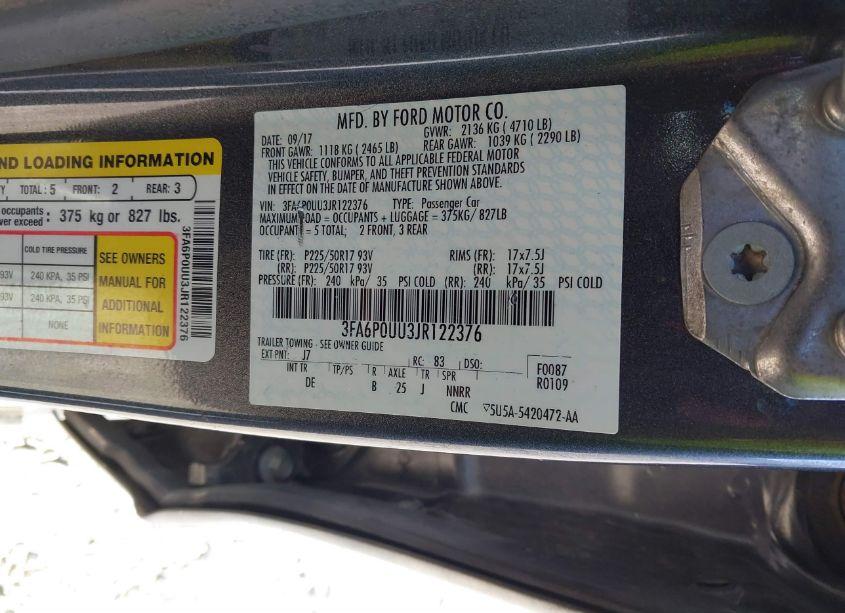 ND LOADING INFORMATION
TOTAL: 5 FRONT: 2 REAR: 3
occupants
ver exceed : 375 kg or 827 lbs.
COLD TIRE PRESSURE
93V 240 KPA, 35 PSI
93V 240 KPA, 35 PSI
NONE
SEE OWNERS
MANUAL FOR
ADDITIONAL
INFORMATION
3FA6P0UU3JR122376
MFD. BY FORD MOTOR CO.
DATE: 09/17 GVWR: 2136 KG ( 4710 LB)
FRONT GAWR: 1118 KG ( 2465 LB) REAR GAWR: 1039 KG ( 2290 LB)
THIS VEHICLE CONFORMS TO ALL APPLICABLE FEDERAL MOTOR
VEHICLE SAFETY, BUMPER, AND THEFT PREVENTION STANDARDS
IN EFFECT ON THE DATE OF MANUFACTURE SHOWN ABOVE.
VIN: 3FA6P0UU3JR122376 TYPE: Passenger Car
MAXIMUM LOAD = OCCUPANTS + LUGGAGE = 375KG/ 827LB
OCCUPANT = 5 TOTAL; 2 FRONT, 3 REAR
TIRE (FR): P225/50R17 93V RIMS (FR): 17x7.5J
(RR): P225/50R17 93V (RR): 17x7.5J
PRESSURE (FR): 240 kPa/ 35 PSI COLD (RR): 240 kPa/ 35 PSI COLD
3FA6P0UU3JR122376
TRAILER TOWING - SEE OWNER GUIDE
EXT PNT: J7 RC: 83 DSO: F0087
INT TR TP/PS R AXLE TR SPR R0109
DE B 25 J NNRR
CMC ▽5U5A-5420472-AA